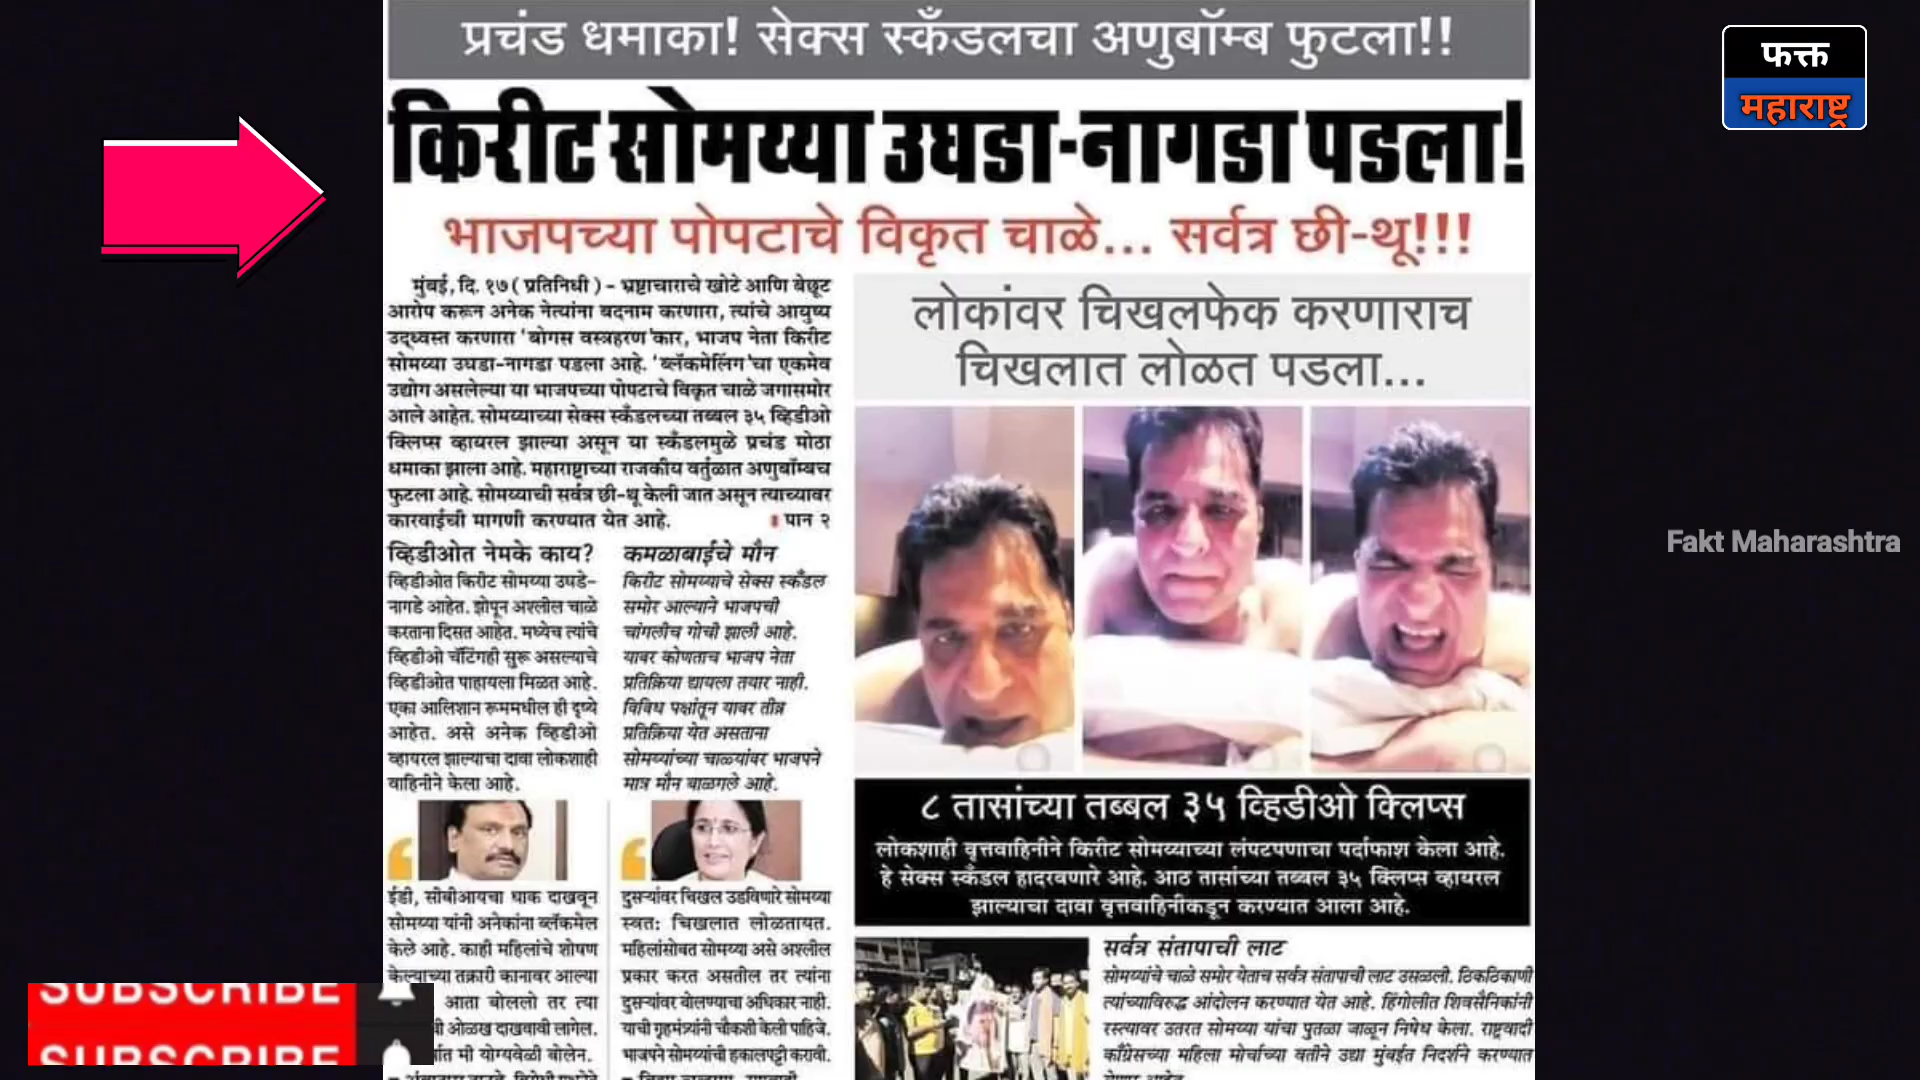 प्रचंड धमाका! सेक्स स्कँडलचा अणुबॉम्ब फुटला!!
फक्त
महाराष्ट्र
किरीट सोमय्या उघडा-नागडा पडला!
भाजपच्या पोपटाचे विकृत चाळे... सर्वत्र छी-थू!!!
मुंबई, दि. १७ ( प्रतिनिधी ) - भ्रष्टाचाराचे खोटे आणि बेछूट
आरोप करून अनेक नेत्यांना बदनाम करणारा, त्यांचे आयुष्य
उद्ध्वस्त करणारा 'बोगस वस्त्रहरण'कार, भाजप नेता किरीट
सोमय्या उघडा-नागडा पडला आहे. 'ब्लॅकमेलिंग'चा एकमेव
उद्योग असलेल्या या भाजपच्या पोपटाचे विकृत चाळे जगासमोर
आले आहेत. सोमय्याच्या सेक्स स्कँडलच्या तब्बल ३५ व्हिडीओ
क्लिप्स व्हायरल झाल्या असून या स्कँडलमुळे प्रचंड मोठा
धमाका झाला आहे. महाराष्ट्राच्या राजकीय वर्तुळात अणुबॉम्बच
फुटला आहे. सोमय्याची सर्वत्र छी-थू केली जात असून त्याच्यावर
कारवाईची मागणी करण्यात येत आहे. पान २
व्हिडीओत नेमके काय?
व्हिडीओत किरीट सोमय्या उघडे-
नागडे आहेत. झोपून अश्लील चाळे
करताना दिसत आहेत. मध्येच त्यांचे
व्हिडीओ चॅटिंगही सुरू असल्याचे
व्हिडीओत पाहायला मिळत आहे.
एका आलिशान रूममधील ही दृष्ये
आहेत. असे अनेक व्हिडीओ
व्हायरल झाल्याचा दावा लोकशाही
वाहिनीने केला आहे.
कमळाबाईचे मौन
किरीट सोमय्याचे सेक्स स्कँडल
समोर आल्याने भाजपची
चांगलीच गोची झाली आहे.
यावर कोणताच भाजप नेता
प्रतिक्रिया द्यायला तयार नाही.
विविध पक्षांतून यावर तीव्र
प्रतिक्रिया येत असताना
सोमय्यांच्या चाळ्यांवर भाजपने
मात्र मौन बाळगले आहे.
ईडी, सीबीआयचा धाक दाखवून
सोमय्या यांनी अनेकांना ब्लॅकमेल
केले आहे. काही महिलांचे शोषण
केल्याच्या तक्रारी कानावर आल्या
आता बोललो तर त्या
ओळख दाखवावी लागेल.
मी योग्यवेळी बोलेन.
दुसऱ्यांवर चिखल उडविणारे सोमय्या
स्वत: चिखलात लोळतायत.
महिलांसोबत सोमय्या असे अश्लील
प्रकार करत असतील तर त्यांना
दुसऱ्यांवर बोलण्याचा अधिकार नाही.
याची गृहमंत्र्यांनी चौकशी केली पाहिजे.
भाजपने सोमय्यांची हकालपट्टी करावी.
लोकांवर चिखलफेक करणाराच
चिखलात लोळत पडला...
८ तासांच्या तब्बल ३५ व्हिडीओ क्लिप्स
लोकशाही वृत्तवाहिनीने किरीट सोमय्याच्या लंपटपणाचा पर्दाफाश केला आहे.
हे सेक्स स्कँडल हादरवणारे आहे. आठ तासांच्या तब्बल ३५ क्लिप्स व्हायरल
झाल्याचा दावा वृत्तवाहिनीकडून करण्यात आला आहे.
सर्वत्र संतापाची लाट
सोमय्यांचे चाळे समोर येताच सर्वत्र संतापाची लाट उसळली. ठिकठिकाणी
त्यांच्याविरुद्ध आंदोलन करण्यात येत आहे. हिंगोलीत शिवसैनिकांनी
रस्त्यावर उतरत सोमय्या यांचा पुतळा जाळून निषेध केला. राष्ट्रवादी
काँग्रेसच्या महिला मोर्चाच्या वतीने उद्या मुंबईत निदर्शने करण्यात
Fakt Maharashtra
SUBSCRIBE
SUBSCRIBE